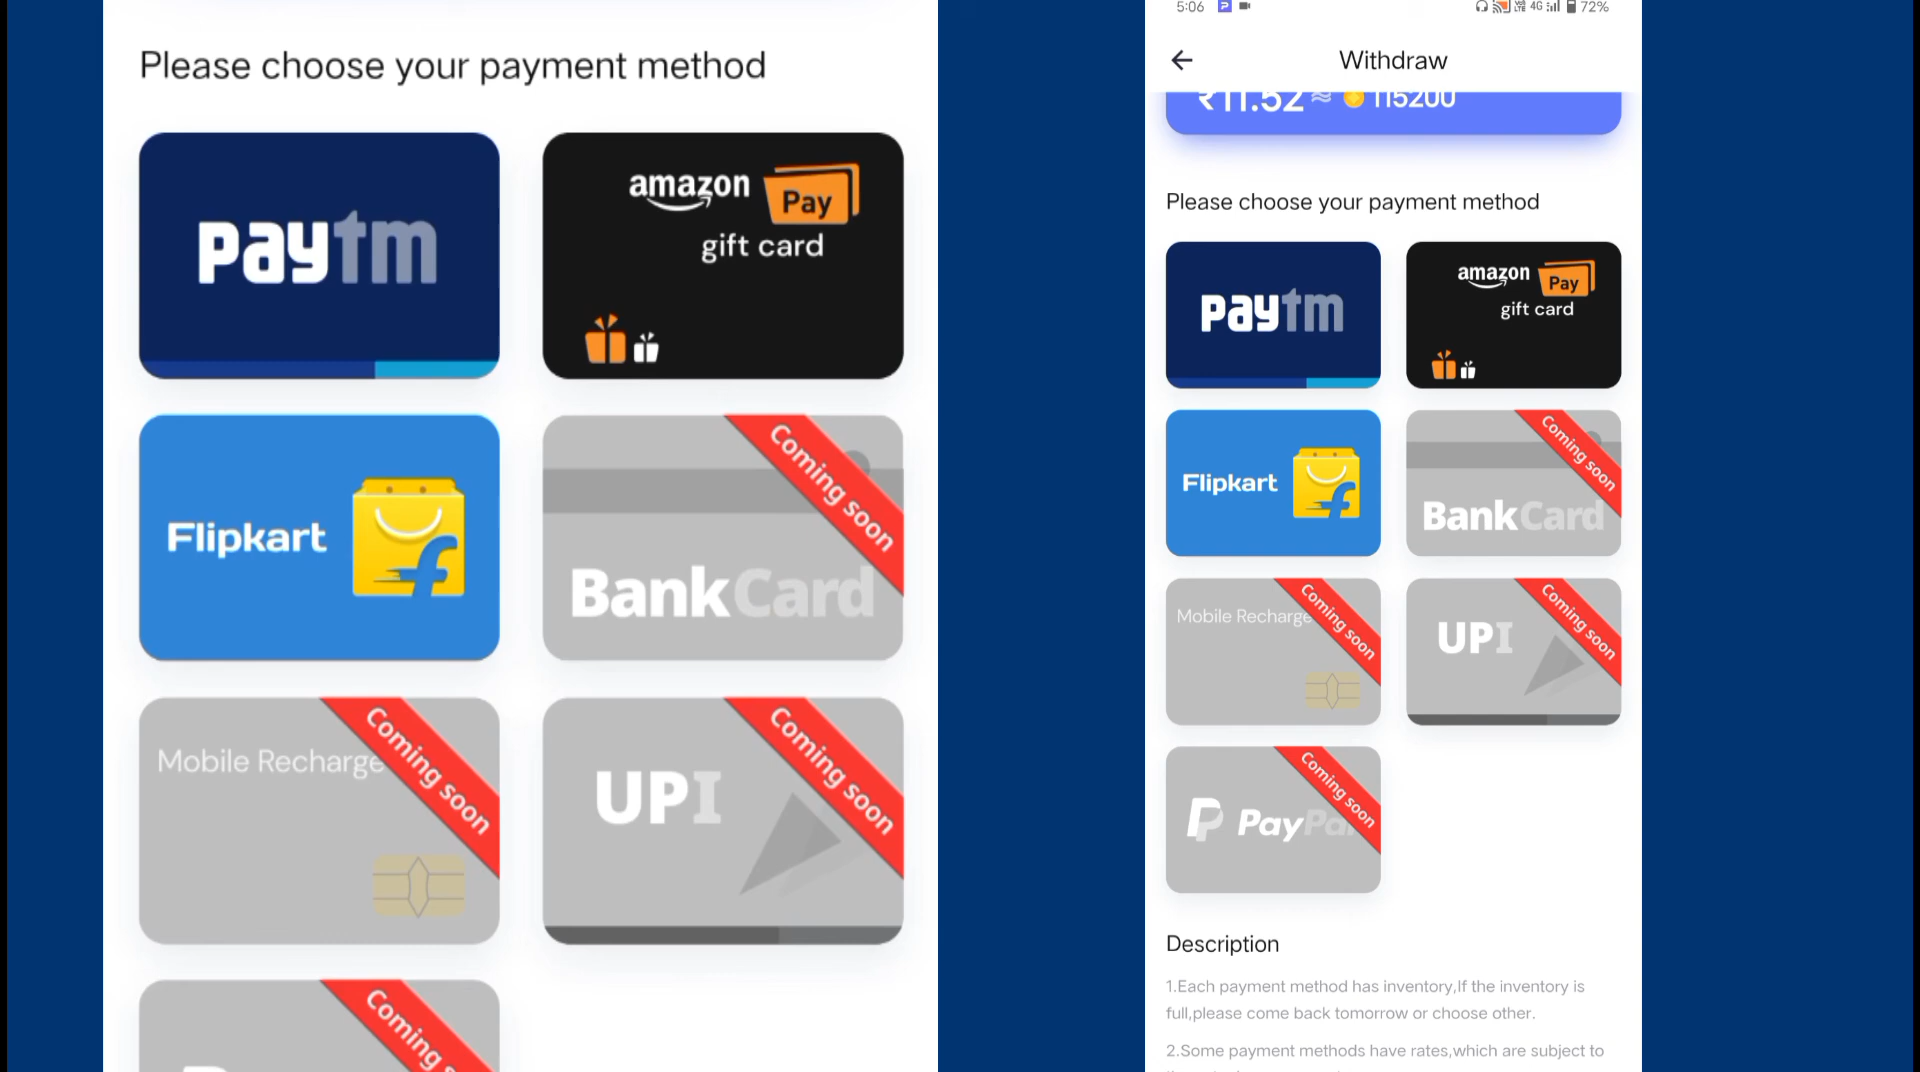 Please choose your payment method
paytm
amazon Pay
gift card
Flipkart
Coming soon
BankCard
Mobile Recharge
Coming soon
UPI
Coming soon
Coming
5:06
4G
72%
Withdraw
₹11.52 ≈ 115200
Please choose your payment method
paytm
amazon Pay
gift card
Flipkart
Coming soon
BankCard
Mobile Recharge
Coming soon
UPI
Coming soon
PayPal
Coming soon
Description
1.Each payment method has inventory,If the inventory is
full,please come back tomorrow or choose other.
2.Some payment methods have rates,which are subject to